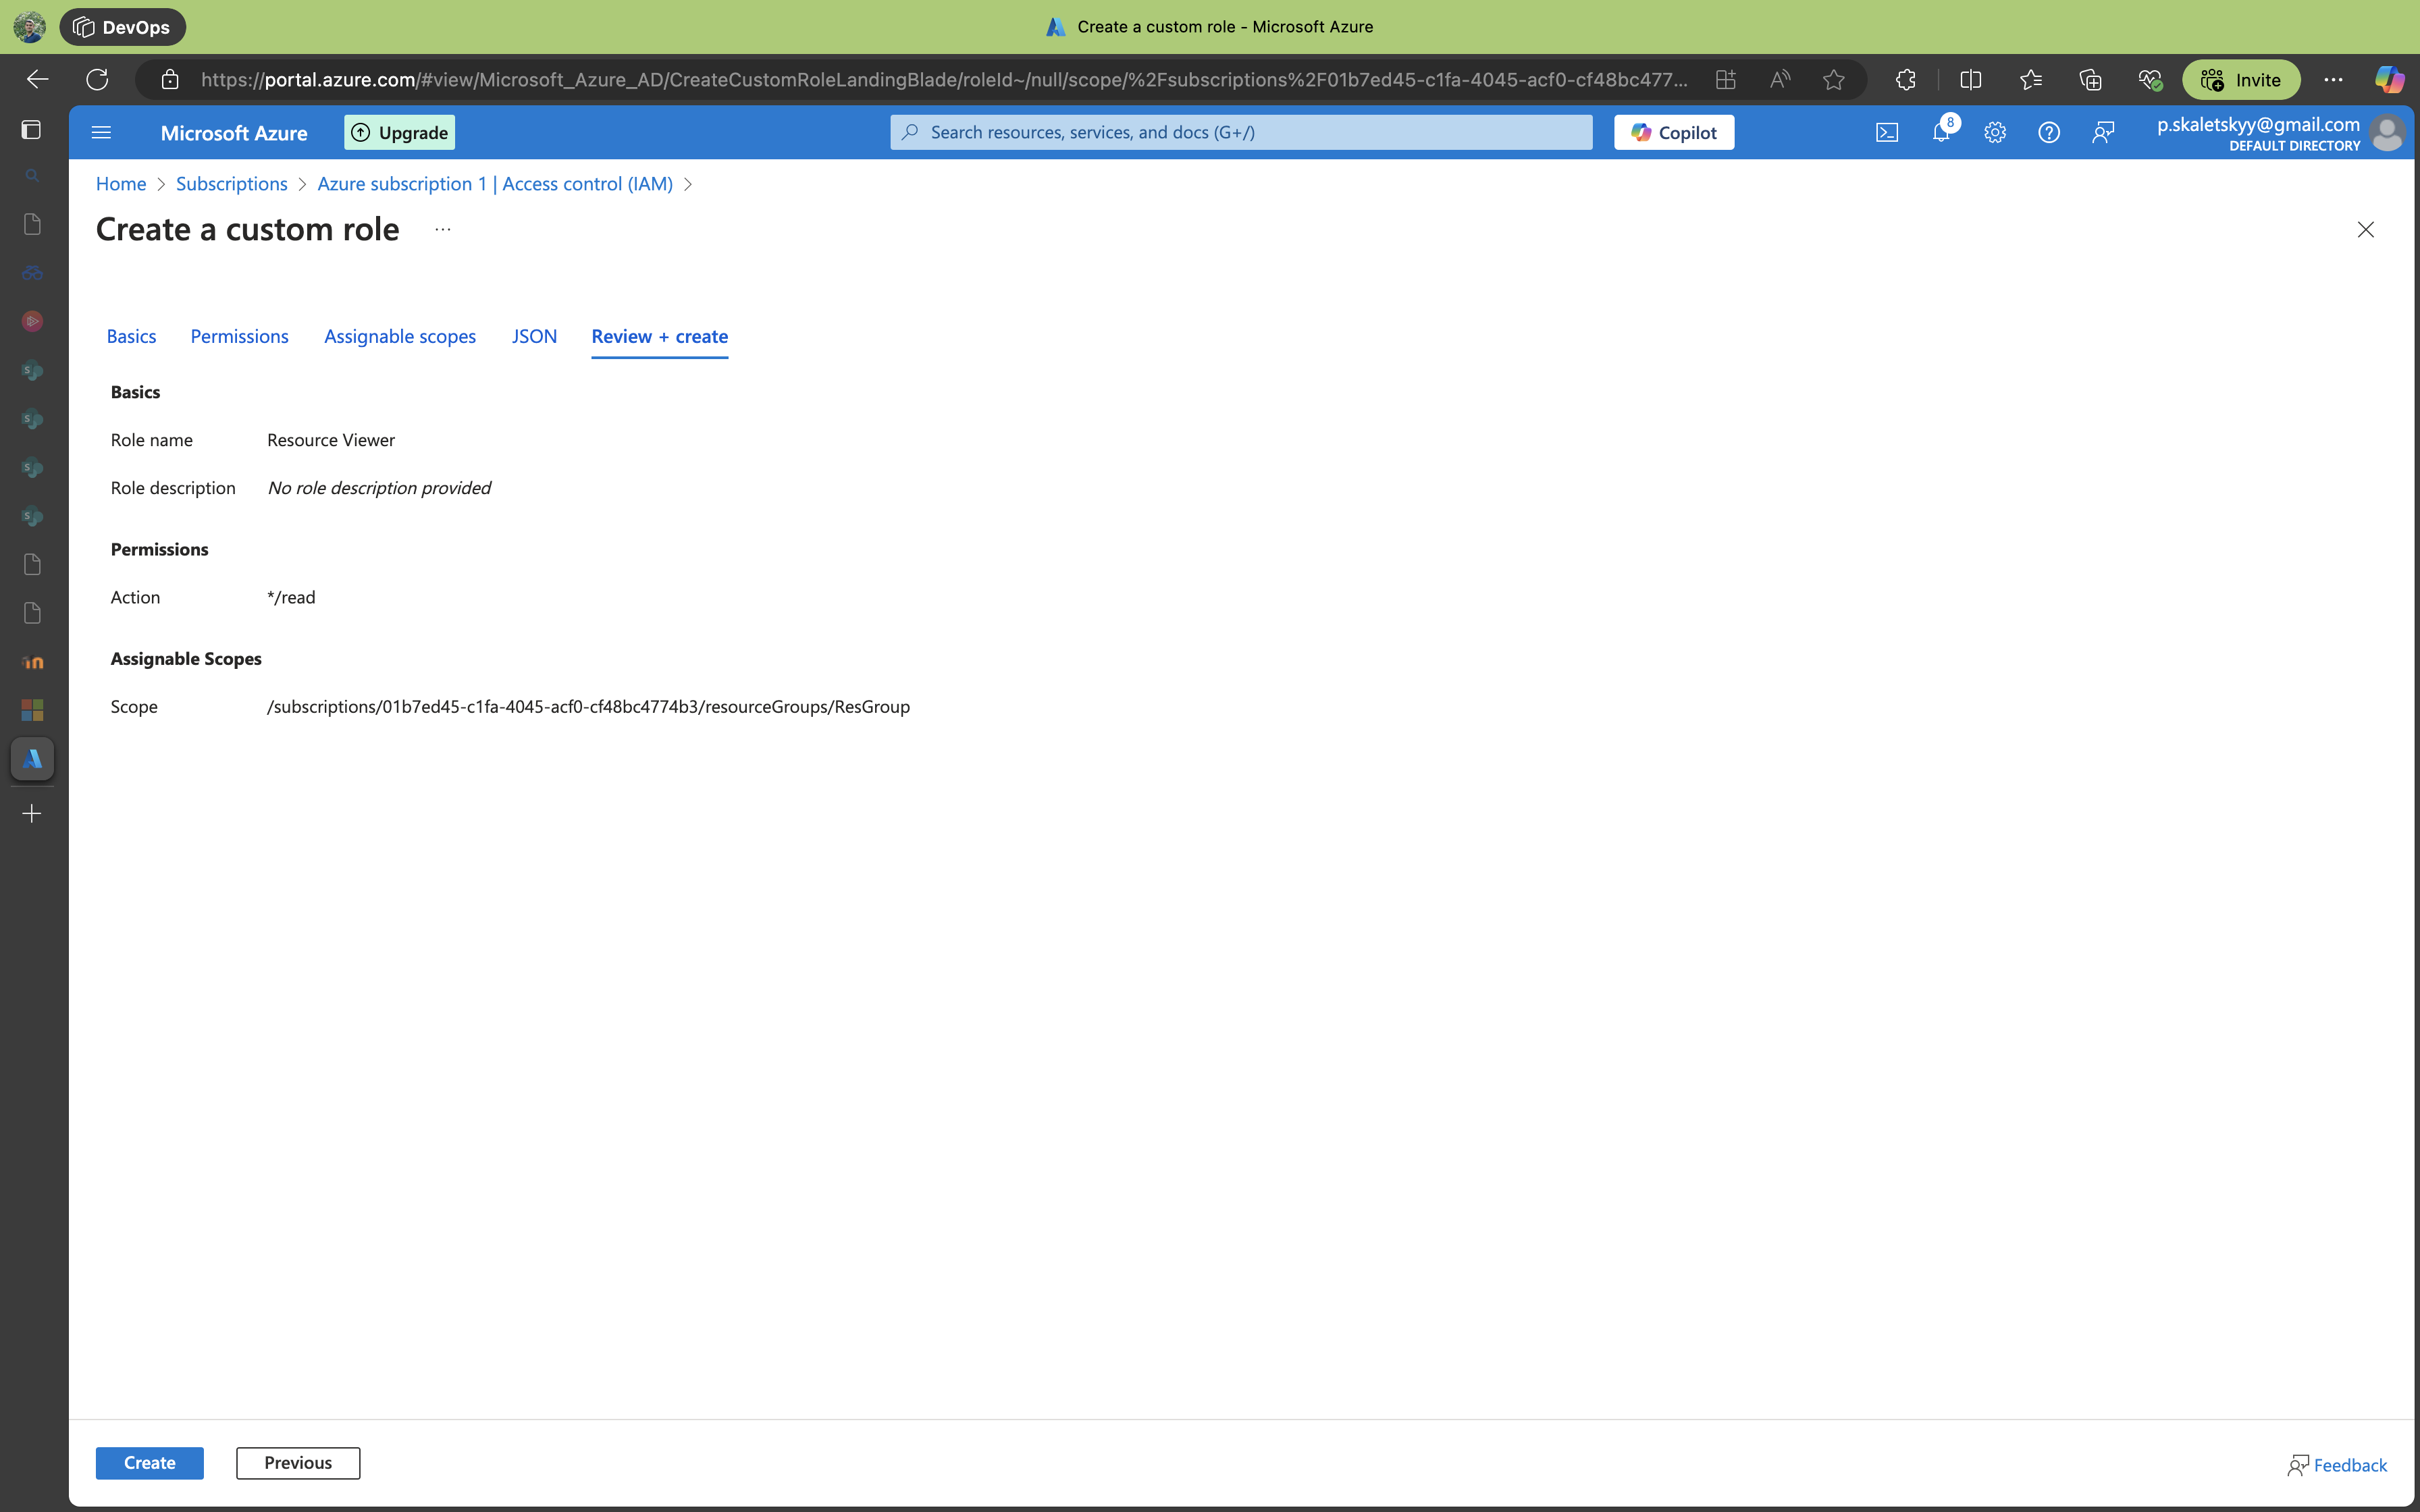 DevOps
Create a custom role - Microsoft Azure
https://portal.azure.com/#view/Microsoft_Azure_AD/CreateCustomRoleLandingBlade/roleId~/null/scope/%2Fsubscriptions%2F01b7ed45-c1fa-4045-acf0-cf48bc477...
Invite
Microsoft Azure
Upgrade
Search resources, services, and docs (G+/)
Copilot
8
p.skaletskyy@gmail.com
DEFAULT DIRECTORY
Home > Subscriptions > Azure subscription 1 | Access control (IAM) >
Create a custom role ...
Basics Permissions Assignable scopes JSON Review + create
Basics
Role name Resource Viewer
Role description No role description provided
Permissions
Action */read
Assignable Scopes
Scope /subscriptions/01b7ed45-c1fa-4045-acf0-cf48bc4774b3/resourceGroups/ResGroup
Create
Previous
Feedback